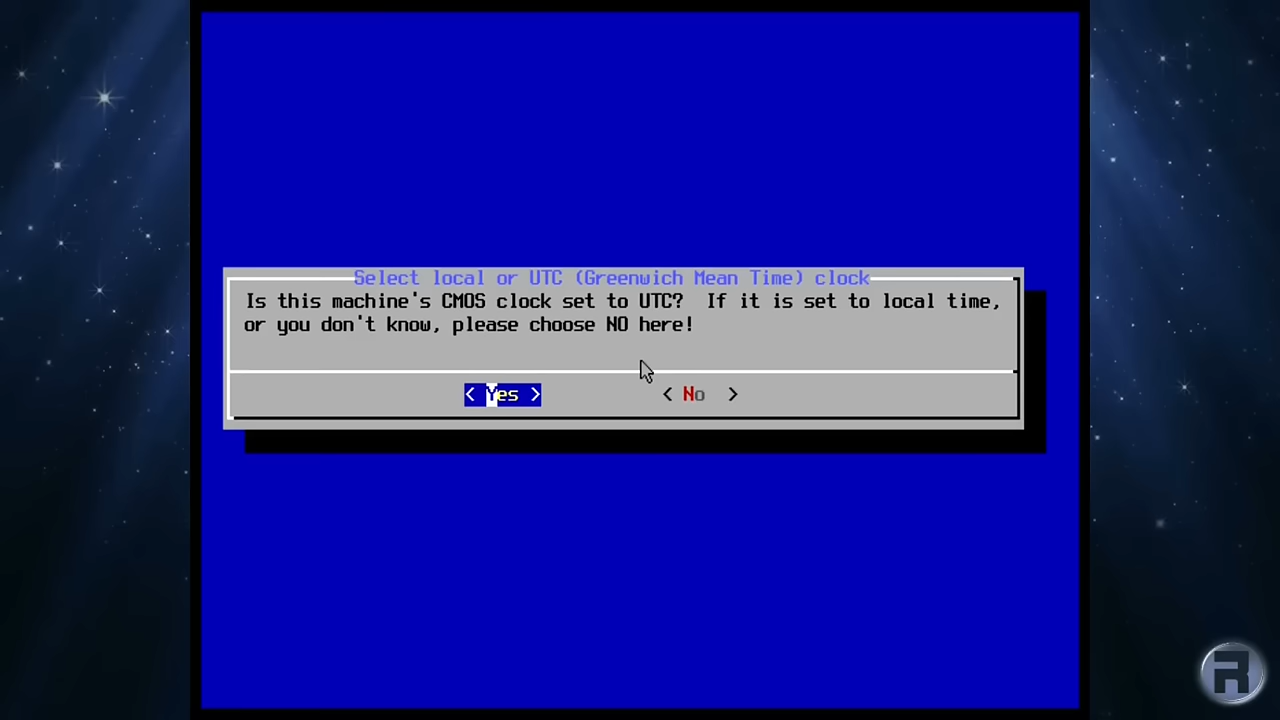 Select local or UTC (Greenwich Mean Time) clock
Is this machine's CMOS clock set to UTC?  If it is set to local time,
or you don't know, please choose NO here!
< Yes > < No >
R